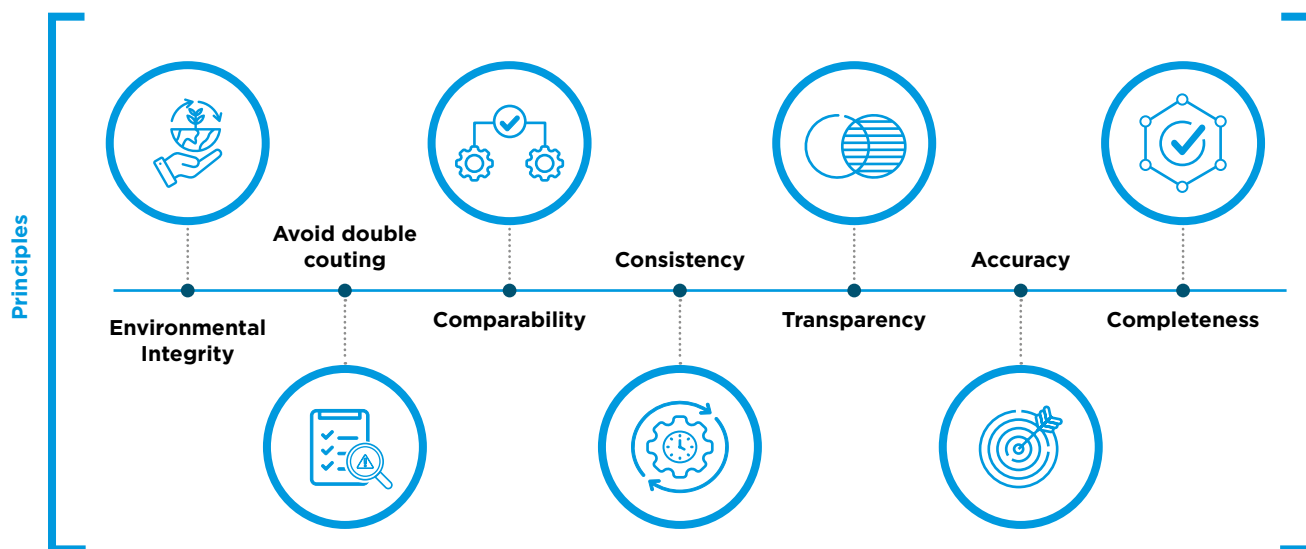 Principles
Environmental
Integrity
Avoid double
couting
Comparability
Consistency
Transparency
Accuracy
Completeness